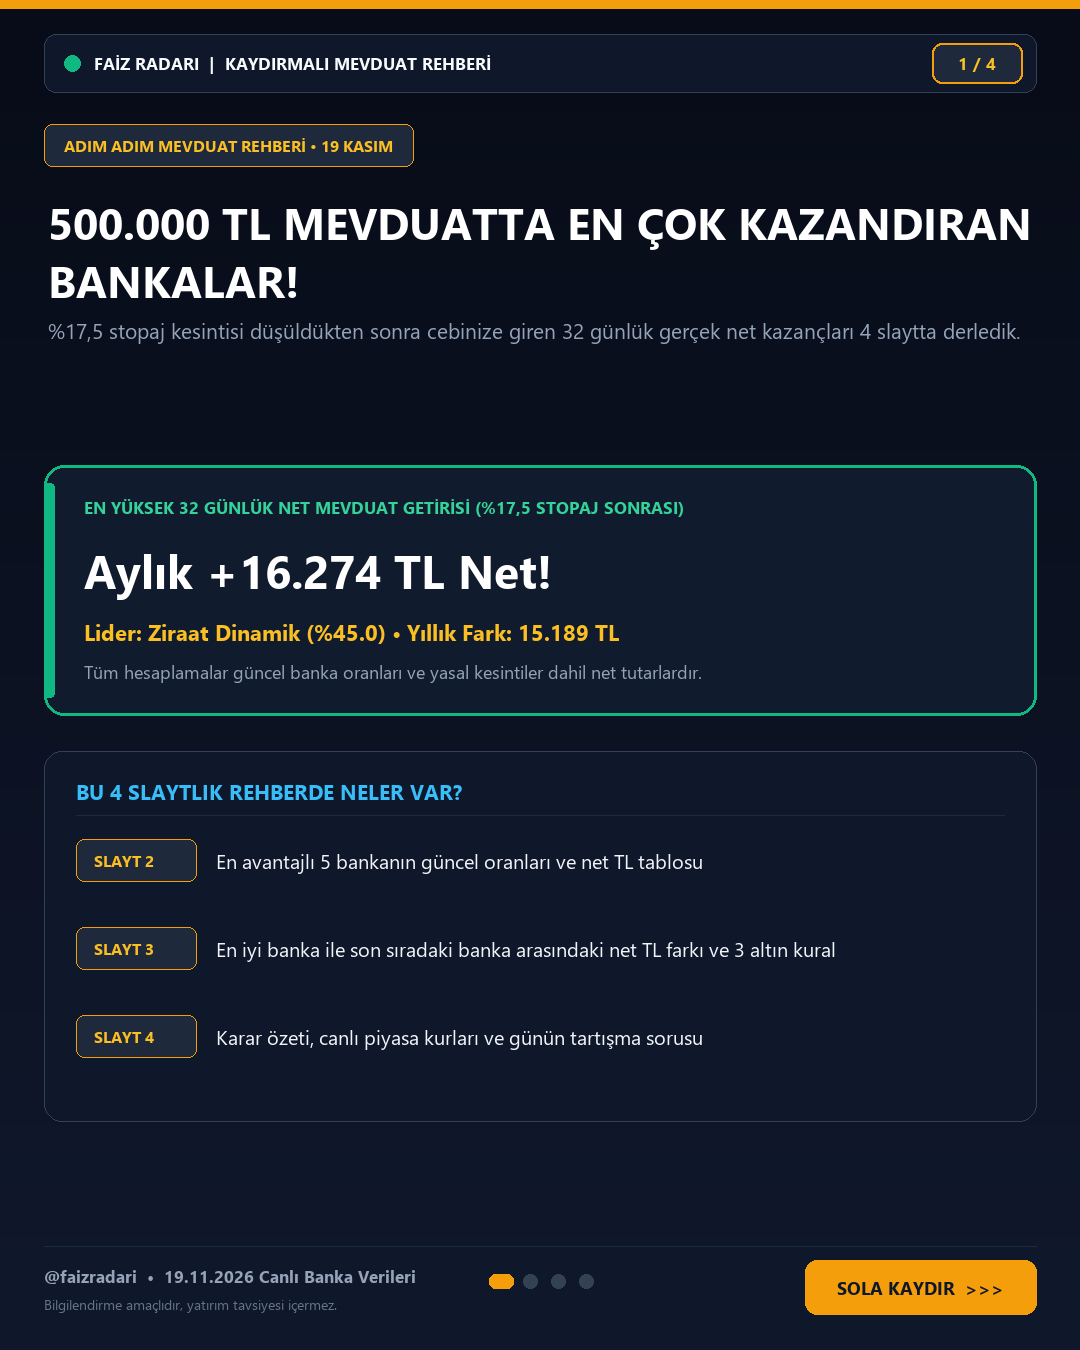 FAİZ RADARI | KAYDIRMALI MEVDUAT REHBERİ
1 / 4
ADIM ADIM MEVDUAT REHBERİ • 19 KASIM
500.000 TL MEVDUATTA EN ÇOK KAZANDIRAN
BANKALAR!
%17,5 stopaj kesintisi düşüldükten sonra cebinize giren 32 günlük gerçek net kazançları 4 slaytta derledik.
EN YÜKSEK 32 GÜNLÜK NET MEVDUAT GETİRİSİ (%17,5 STOPAJ SONRASI)
Aylık +16.274 TL Net!
Lider: Ziraat Dinamik (%45.0) • Yıllık Fark: 15.189 TL
Tüm hesaplamalar güncel banka oranları ve yasal kesintiler dahil net tutarlardır.
BU 4 SLAYTLIK REHBERDE NELER VAR?
SLAYT 2
En avantajlı 5 bankanın güncel oranları ve net TL tablosu
SLAYT 3
En iyi banka ile son sıradaki banka arasındaki net TL farkı ve 3 altın kural
SLAYT 4
Karar özeti, canlı piyasa kurları ve günün tartışma sorusu
@faizradari • 19.11.2026 Canlı Banka Verileri
Bilgilendirme amaçlıdır, yatırım tavsiyesi içermez.
SOLA KAYDIR >>>